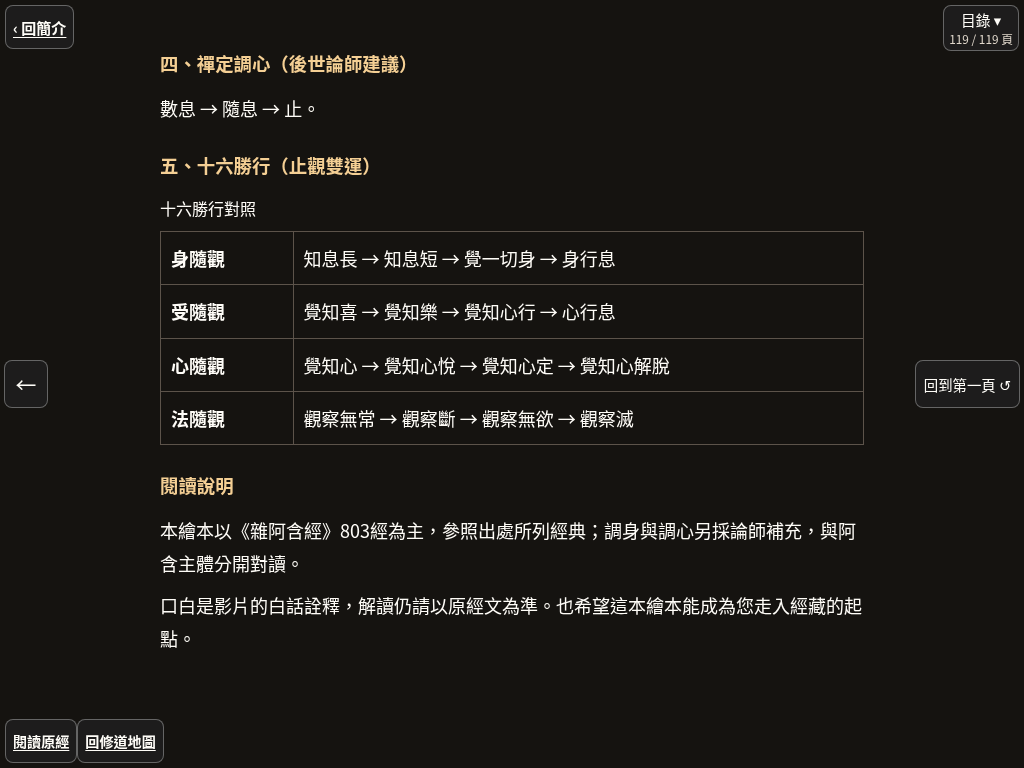 ‹ 回簡介
目錄 ▾
119 / 119 頁
四、禪定調心（後世論師建議）
數息 → 隨息 → 止。
五、十六勝行（止觀雙運）
十六勝行對照
身隨觀 知息長 → 知息短 → 覺一切身 → 身行息
受隨觀 覺知喜 → 覺知樂 → 覺知心行 → 心行息
心隨觀 覺知心 → 覺知心悅 → 覺知心定 → 覺知心解脫
法隨觀 觀察無常 → 觀察斷 → 觀察無欲 → 觀察滅
←
回到第一頁 ↺
閱讀說明
本繪本以《雜阿含經》803經為主，參照出處所列經典；調身與調心另採論師補充，與阿
含主體分開對讀。
口白是影片的白話詮釋，解讀仍請以原經文為準。也希望這本繪本能成為您走入經藏的起
點。
閱讀原經
回修道地圖